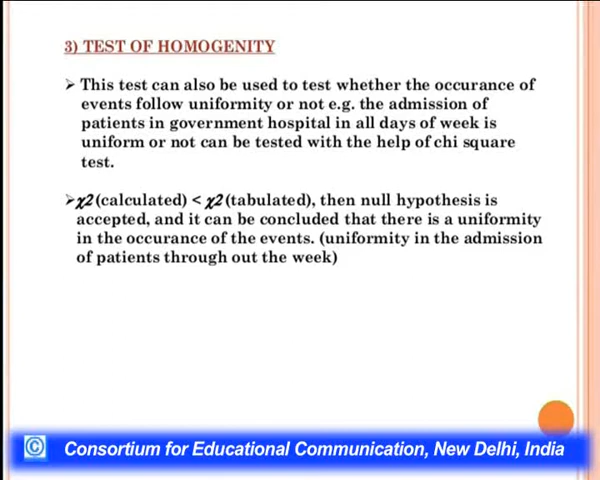 3) TEST OF HOMOGENITY
➢ This test can also be used to test whether the occurance of
events follow uniformity or not e.g. the admission of
patients in government hospital in all days of week is
uniform or not can be tested with the help of chi square
test.
➢ χ2 (calculated) < χ2 (tabulated), then null hypothesis is
accepted, and it can be concluded that there is a uniformity
in the occurance of the events. (uniformity in the admission
of patients through out the week)
© Consortium for Educational Communication, New Delhi, India